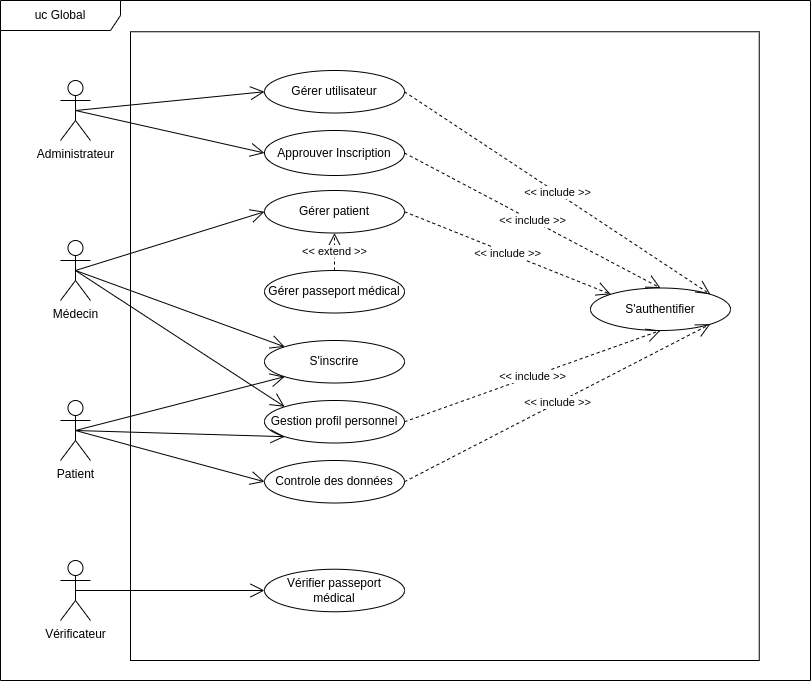 uc Global
Gérer utilisateur
Administrateur
Approuver Inscription
<< include >>
Gérer patient
<< include >>
<< extend >>
<< include >>
Médecin
Gérer passeport médical
S'authentifier
S'inscrire
<< include >>
<< include >>
Gestion profil personnel
Patient
Controle des données
Vérifier passeport
médical
Vérificateur